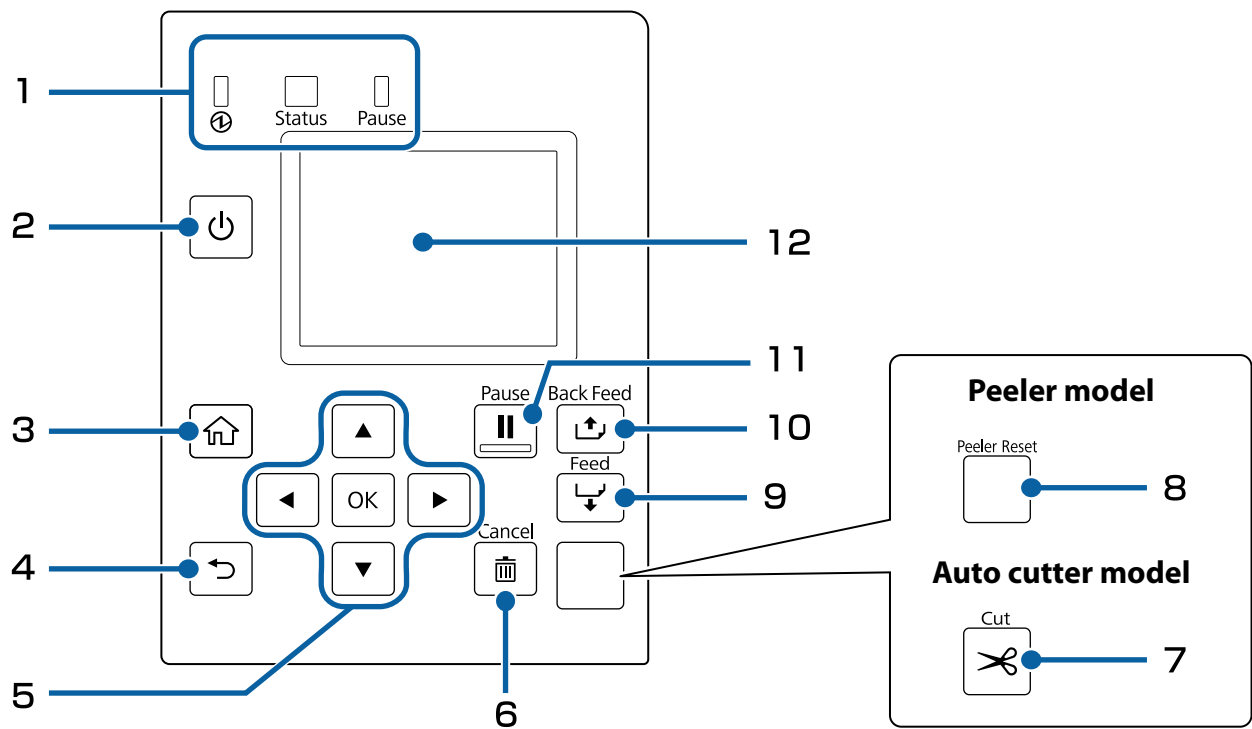 1
Status Pause
2
12
11
Pause Back Feed
Peeler model
3
10
Peeler Reset
Feed
OK
9
8
Cancel
4
Auto cutter model
Cut
7
5
6